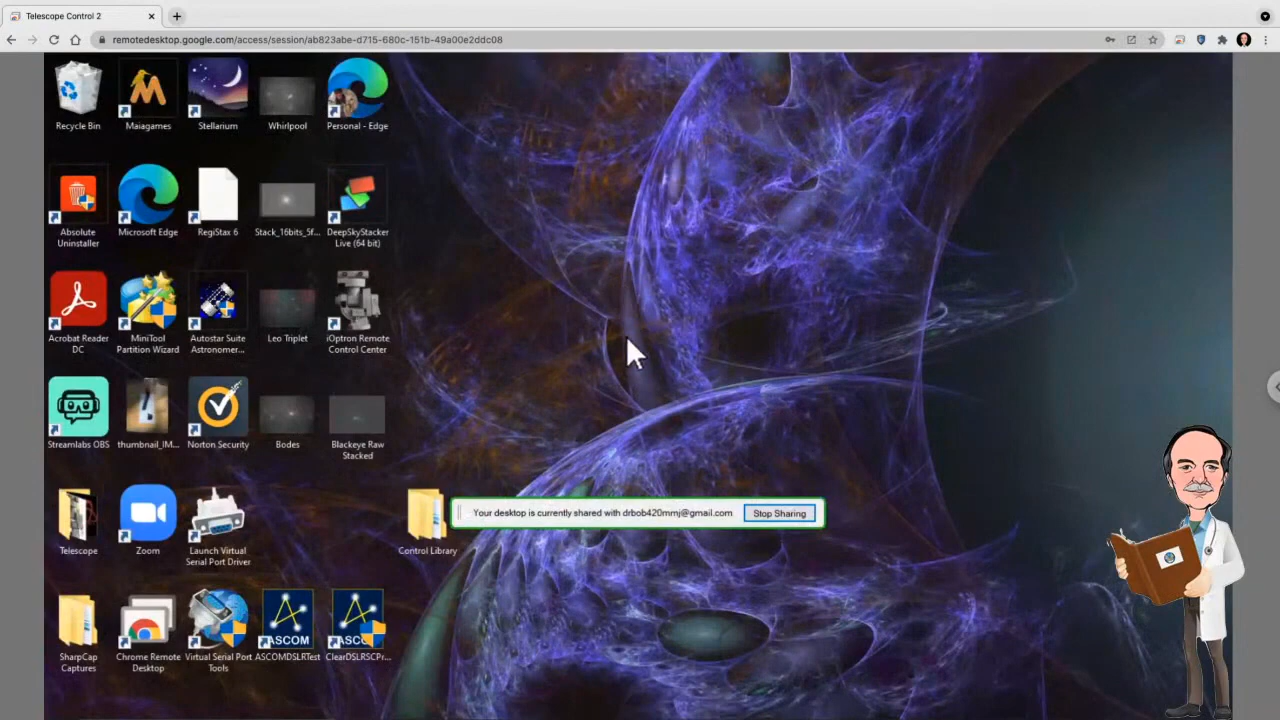 Telescope Control 2
remotedesktop.google.com/access/session/ab823abe-d715-680c-151b-49a00e2ddc08
Recycle Bin
Maiagames
Stellarium
Whirlpool
Personal - Edge
Absolute
Uninstaller
Microsoft Edge
RegiStax 6
Stack_16bits_5f...
DeepSkyStacker
Live (64 bit)
Acrobat Reader
DC
MiniTool
Partition Wizard
Autostar Suite
Astronomer...
Leo Triplet
iOptron Remote
Control Center
Streamlabs OBS
thumbnail_IM...
Norton Security
Bodes
Blackeye Raw
Stacked
Telescope
Zoom
Launch Virtual
Serial Port Driver
Control Library
Your desktop is currently shared with drbob420mmj@gmail.com
Stop Sharing
SharpCap
Captures
Chrome Remote
Desktop
Virtual Serial Port
Tools
ASCOM
ASCOMDSLRTest
ASCO
ClearDSLRSCPr...